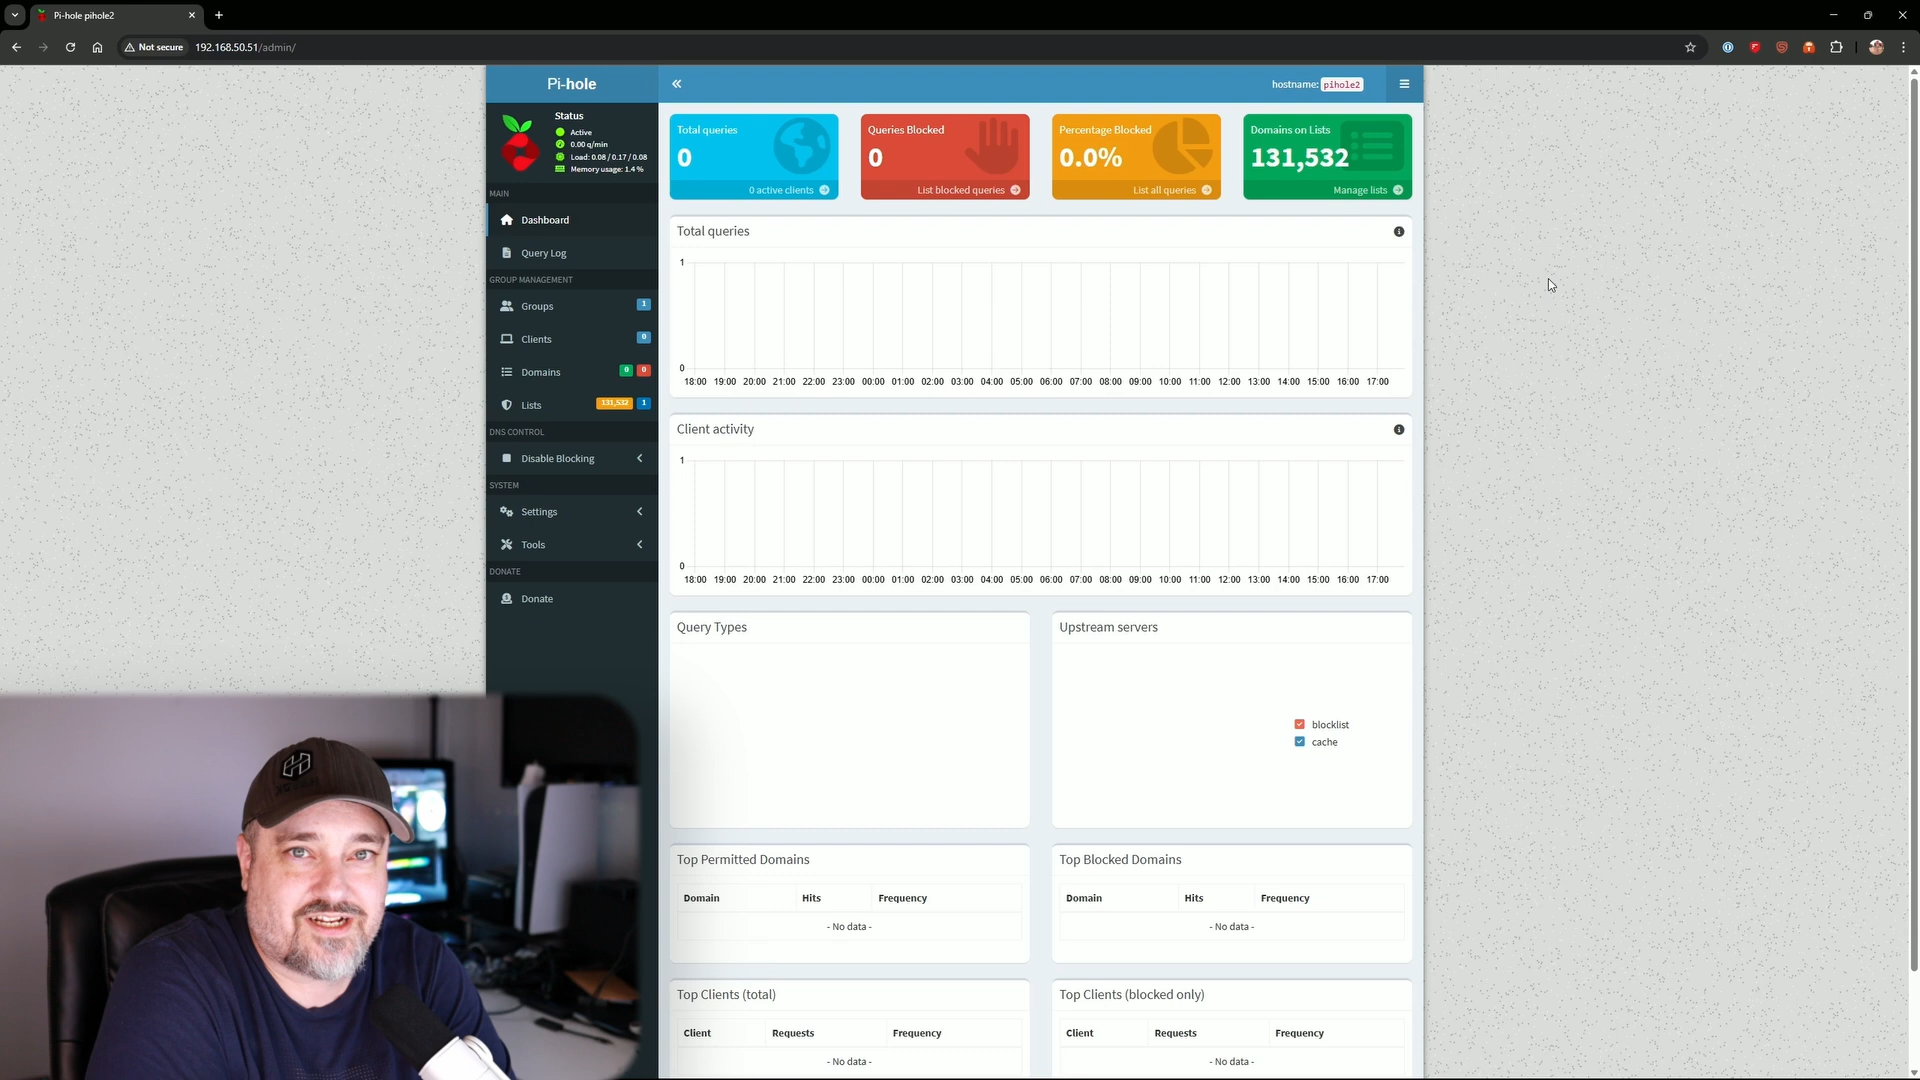 Pi-hole pihole2
Not secure 192.168.50.51/admin/
Pi-hole
hostname: pihole2
Status
Active
0.00 q/min
Load: 0.08 / 0.17 / 0.08
Memory usage: 1.4 %
MAIN
Dashboard
Query Log
GROUP MANAGEMENT
Groups 1
Clients 0
Domains 0 0
Lists 131,532 1
DNS CONTROL
Disable Blocking
SYSTEM
Settings
Tools
DONATE
Donate
Total queries
0
0 active clients
Queries Blocked
0
List blocked queries
Percentage Blocked
0.0%
List all queries
Domains on Lists
131,532
Manage lists
Total queries
1
0
18:00 19:00 20:00 21:00 22:00 23:00 00:00 01:00 02:00 03:00 04:00 05:00 06:00 07:00 08:00 09:00 10:00 11:00 12:00 13:00 14:00 15:00 16:00 17:00
Client activity
1
0
18:00 19:00 20:00 21:00 22:00 23:00 00:00 01:00 02:00 03:00 04:00 05:00 06:00 07:00 08:00 09:00 10:00 11:00 12:00 13:00 14:00 15:00 16:00 17:00
Query Types
Upstream servers
blocklist
cache
Top Permitted Domains
Domain Hits Frequency
- No data -
Top Blocked Domains
Domain Hits Frequency
- No data -
Top Clients (total)
Client Requests Frequency
- No data -
Top Clients (blocked only)
Client Requests Frequency
- No data -